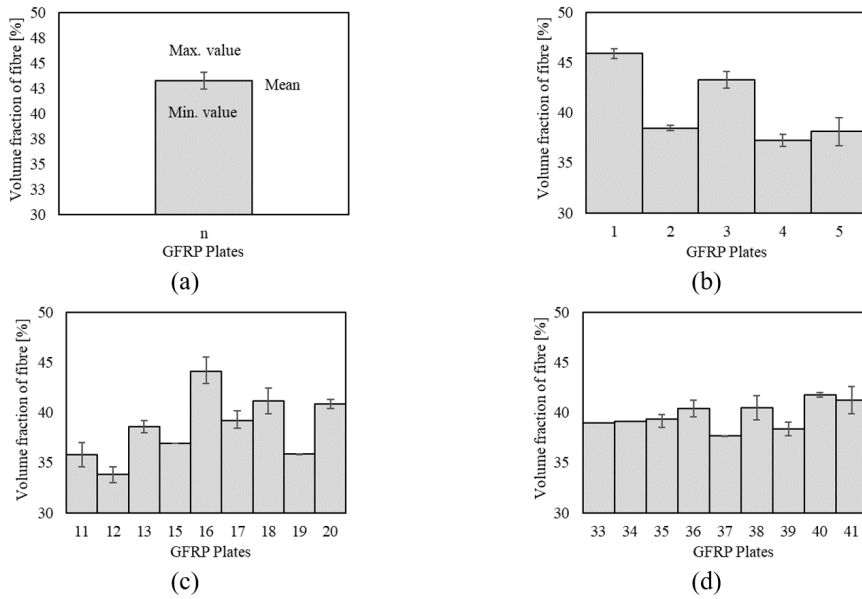 50
48
45
43
40
38
35
33
30
Volume fraction of fibre [%]
Max. value
Mean
Min. value
n
GFRP Plates
(a)
50
45
40
35
30
Volume fraction of fibre [%]
1 2 3 4 5
GFRP Plates
(b)
50
45
40
35
30
Volume fraction of fibre [%]
11 12 13 15 16 17 18 19 20
GFRP Plates
(c)
50
45
40
35
30
Volume fraction of fibre [%]
33 34 35 36 37 38 39 40 41
GFRP Plates
(d)